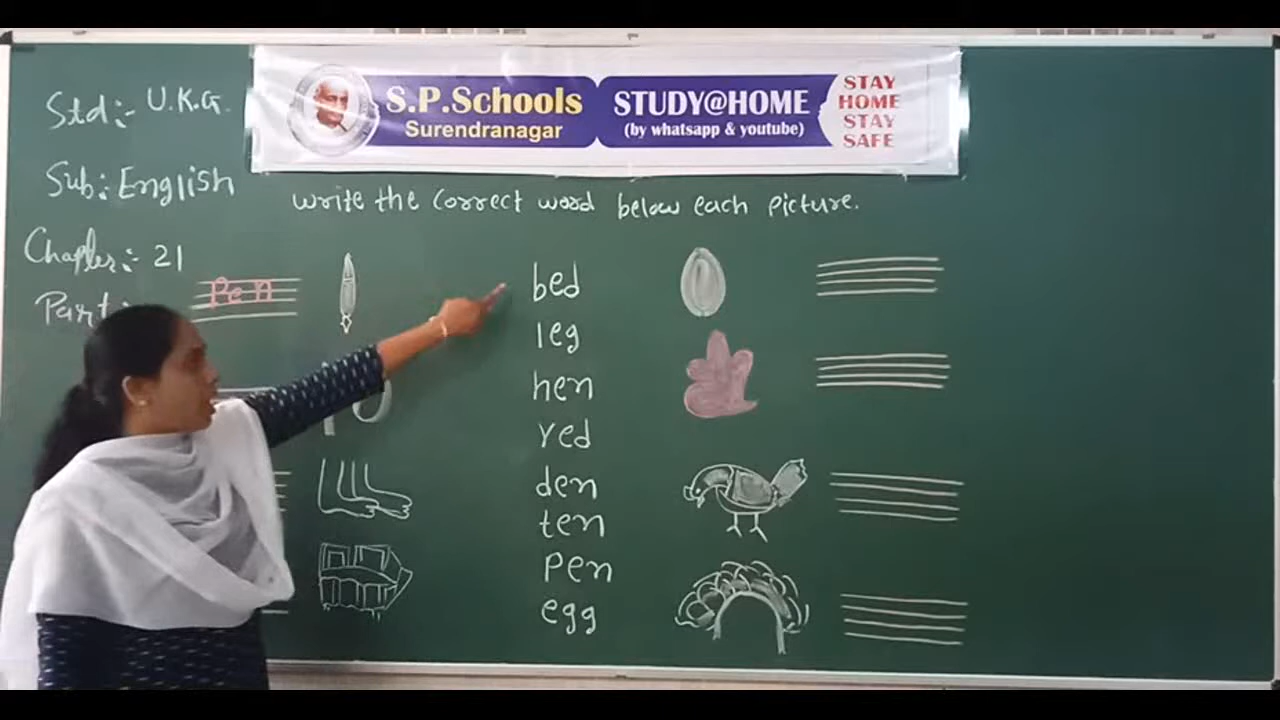 S.P.Schools
Surendranagar
STUDY@HOME
(by whatsapp & youtube)
STAY
HOME
STAY
SAFE
Std:- U.K.G.
Sub: English
Chapter:- 21
Part:
Write the correct word below each picture.
Pen
bed
leg
hen
red
den
ten
Pen
egg